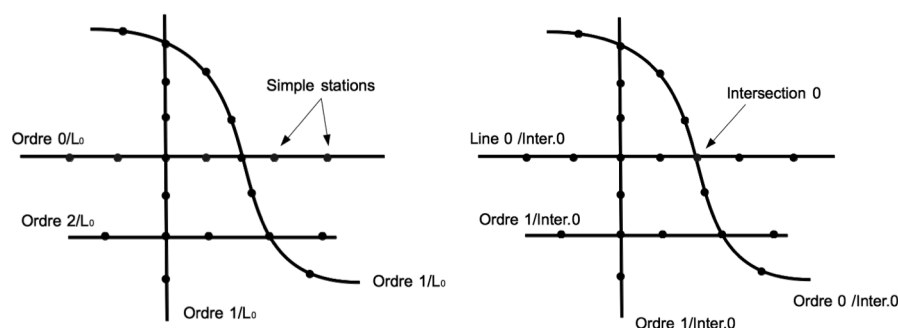 Simple stations
Ordre 0/L₀
Ordre 2/L₀
Ordre 1/L₀
Ordre 1/L₀
Intersection 0
Line 0 /Inter.0
Ordre 1/Inter.0
Ordre 0 /Inter.0
Ordre 1/Inter.0